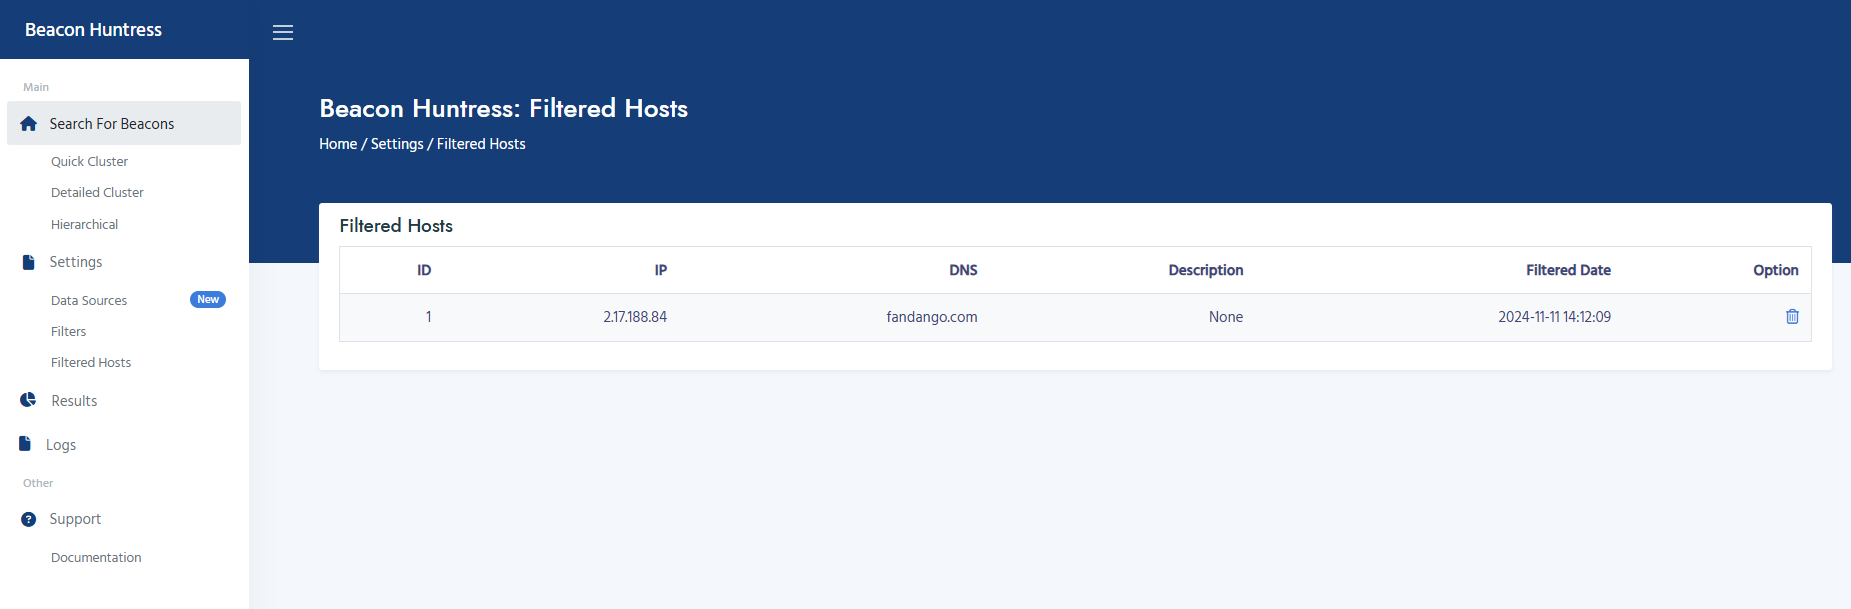 Beacon Huntress
Main
Search For Beacons
Quick Cluster
Detailed Cluster
Hierarchical
Settings
Data Sources New
Filters
Filtered Hosts
Results
Logs
Other
Support
Documentation
Beacon Huntress: Filtered Hosts
Home / Settings / Filtered Hosts
Filtered Hosts
ID IP DNS Description Filtered Date Option
1 2.17.188.84 fandango.com None 2024-11-11 14:12:09